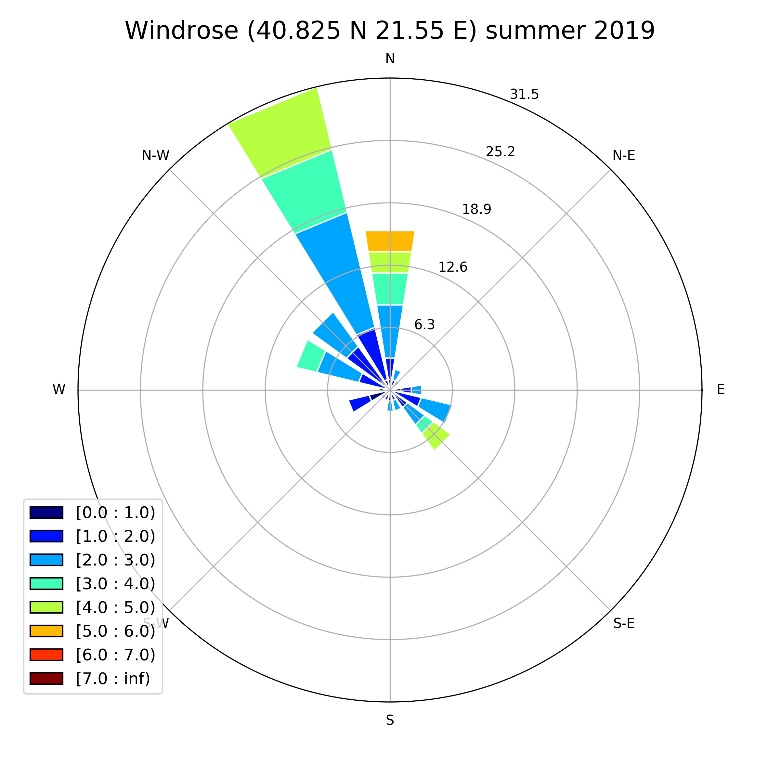 Windrose (40.825 N 21.55 E) summer 2019
N
31.5
N-W
25.2
N-E
18.9
12.6
6.3
W
E
[0.0 : 1.0)
[1.0 : 2.0)
[2.0 : 3.0)
[3.0 : 4.0)
[4.0 : 5.0)
[5.0 : 6.0)
[6.0 : 7.0)
[7.0 : inf)
S-W
S-E
S